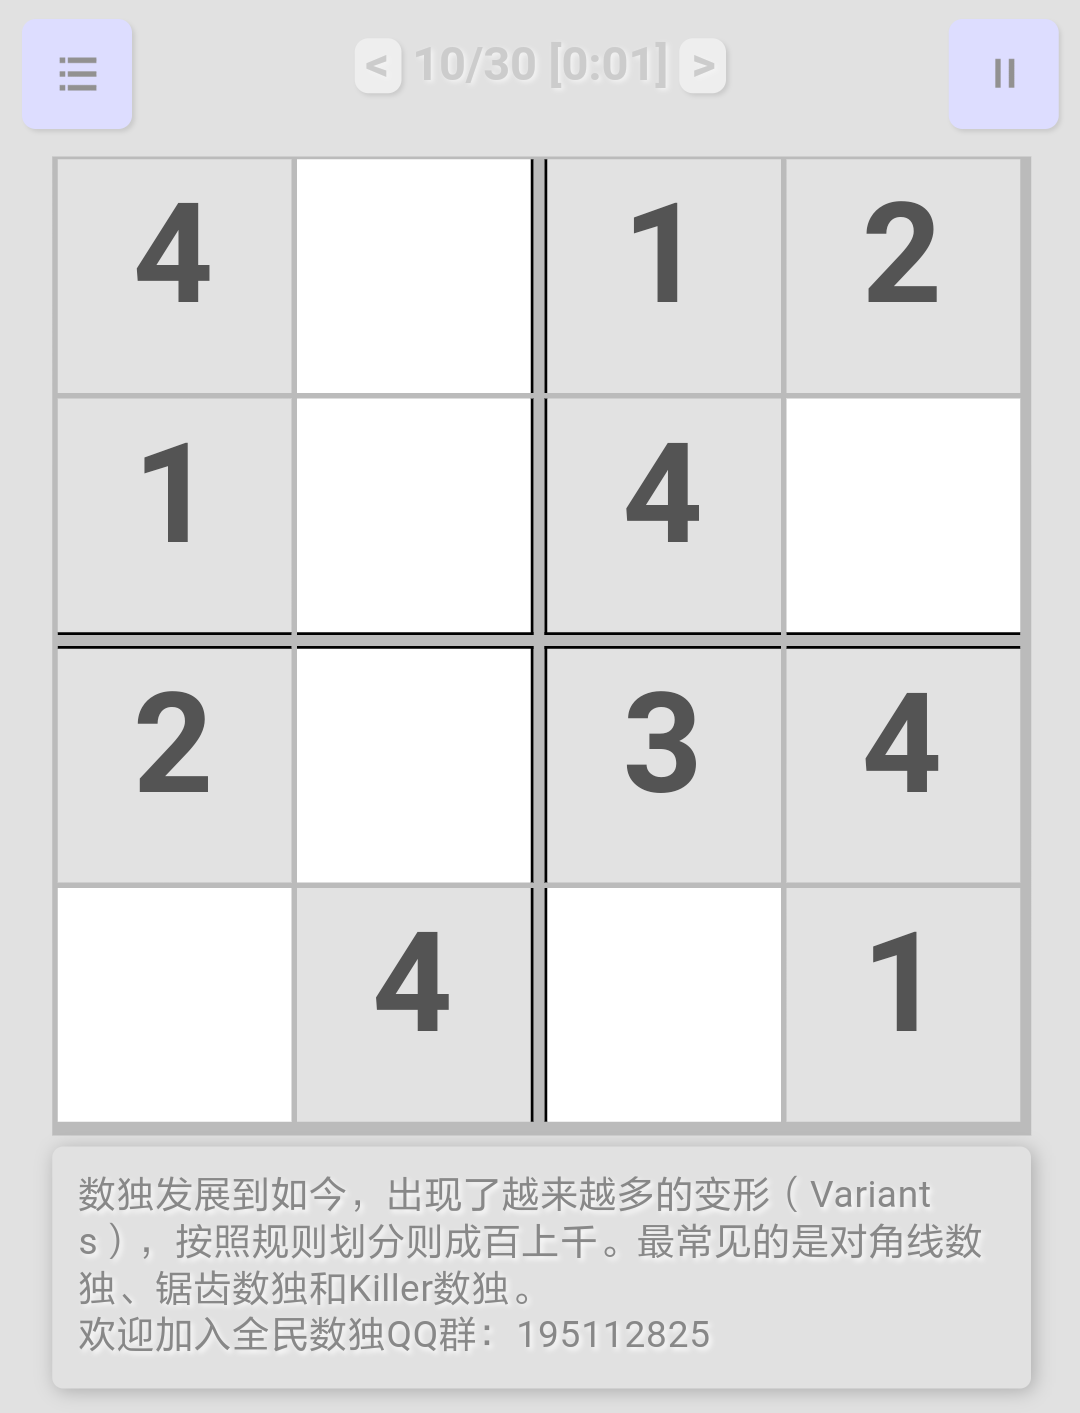 < 10/30 [0:01] >
4 1 2
1 4
2 3 4
4 1
数独发展到如今，出现了越来越多的变形（Variant
s），按照规则划分则成百上千。最常见的是对角线数
独、锯齿数独和Killer数独。
欢迎加入全民数独QQ群：195112825